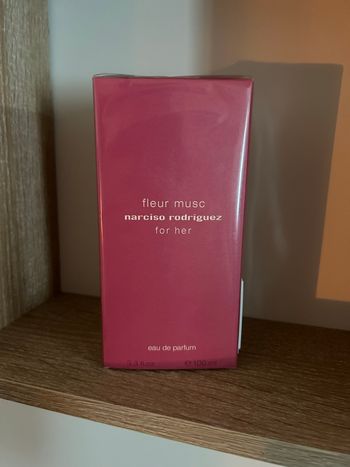 fleur musc
narciso rodriguez
for her
eau de parfum
3.3 fl.oz. ℮ 100 ml